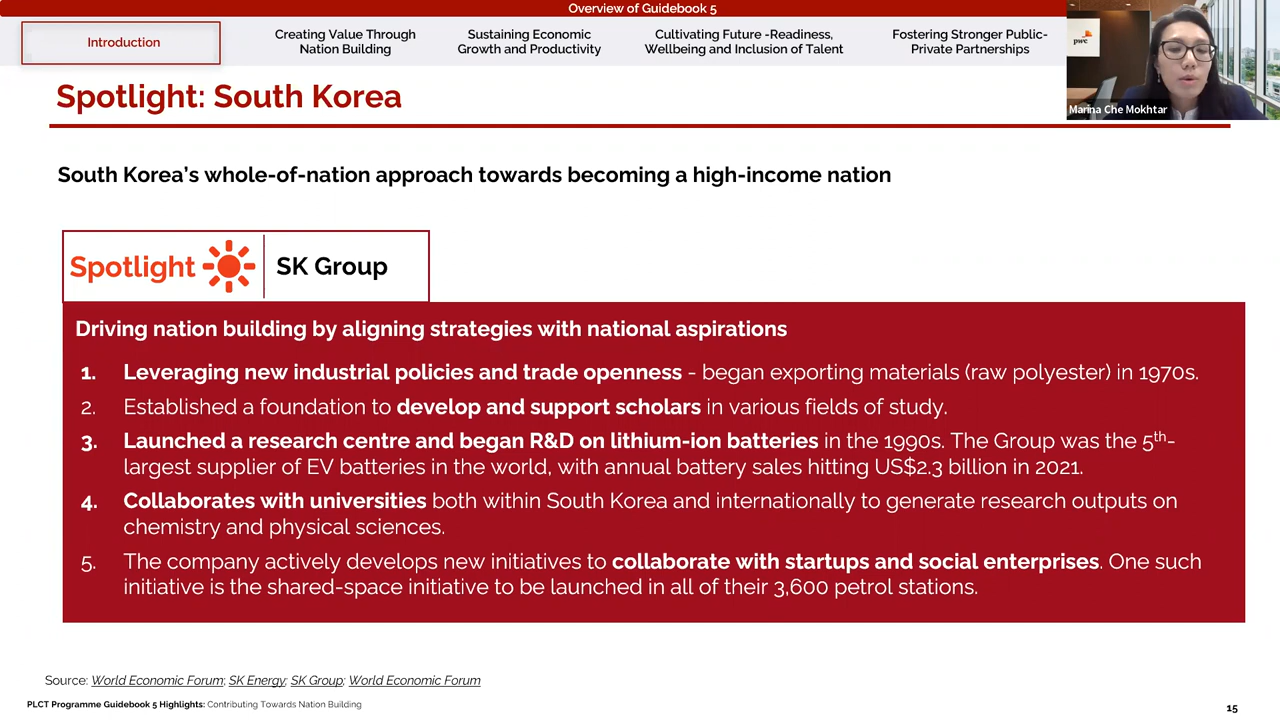 Overview of Guidebook 5
Introduction
Creating Value Through
Nation Building
Sustaining Economic
Growth and Productivity
Cultivating Future -Readiness,
Wellbeing and Inclusion of Talent
Fostering Stronger Public-
Private Partnerships
pwc
Marina Che Mokhtar
Spotlight: South Korea
South Korea’s whole-of-nation approach towards becoming a high-income nation
Spotlight
SK Group
Driving nation building by aligning strategies with national aspirations
1. Leveraging new industrial policies and trade openness - began exporting materials (raw polyester) in 1970s.
2. Established a foundation to develop and support scholars in various fields of study.
3. Launched a research centre and began R&D on lithium-ion batteries in the 1990s. The Group was the 5th-
largest supplier of EV batteries in the world, with annual battery sales hitting US$2.3 billion in 2021.
4. Collaborates with universities both within South Korea and internationally to generate research outputs on
chemistry and physical sciences.
5. The company actively develops new initiatives to collaborate with startups and social enterprises. One such
initiative is the shared-space initiative to be launched in all of their 3,600 petrol stations.
Source: World Economic Forum; SK Energy; SK Group; World Economic Forum
PLCT Programme Guidebook 5 Highlights: Contributing Towards Nation Building
15